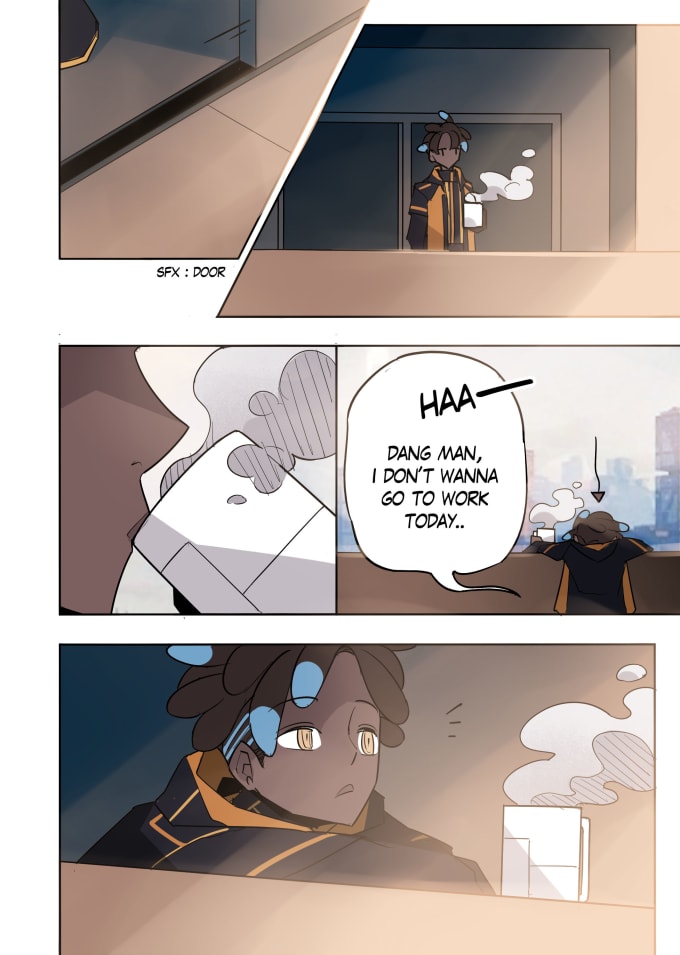 SFX : DOOR
HAA—
DANG MAN,
I DON'T WANNA
GO TO WORK
TODAY..